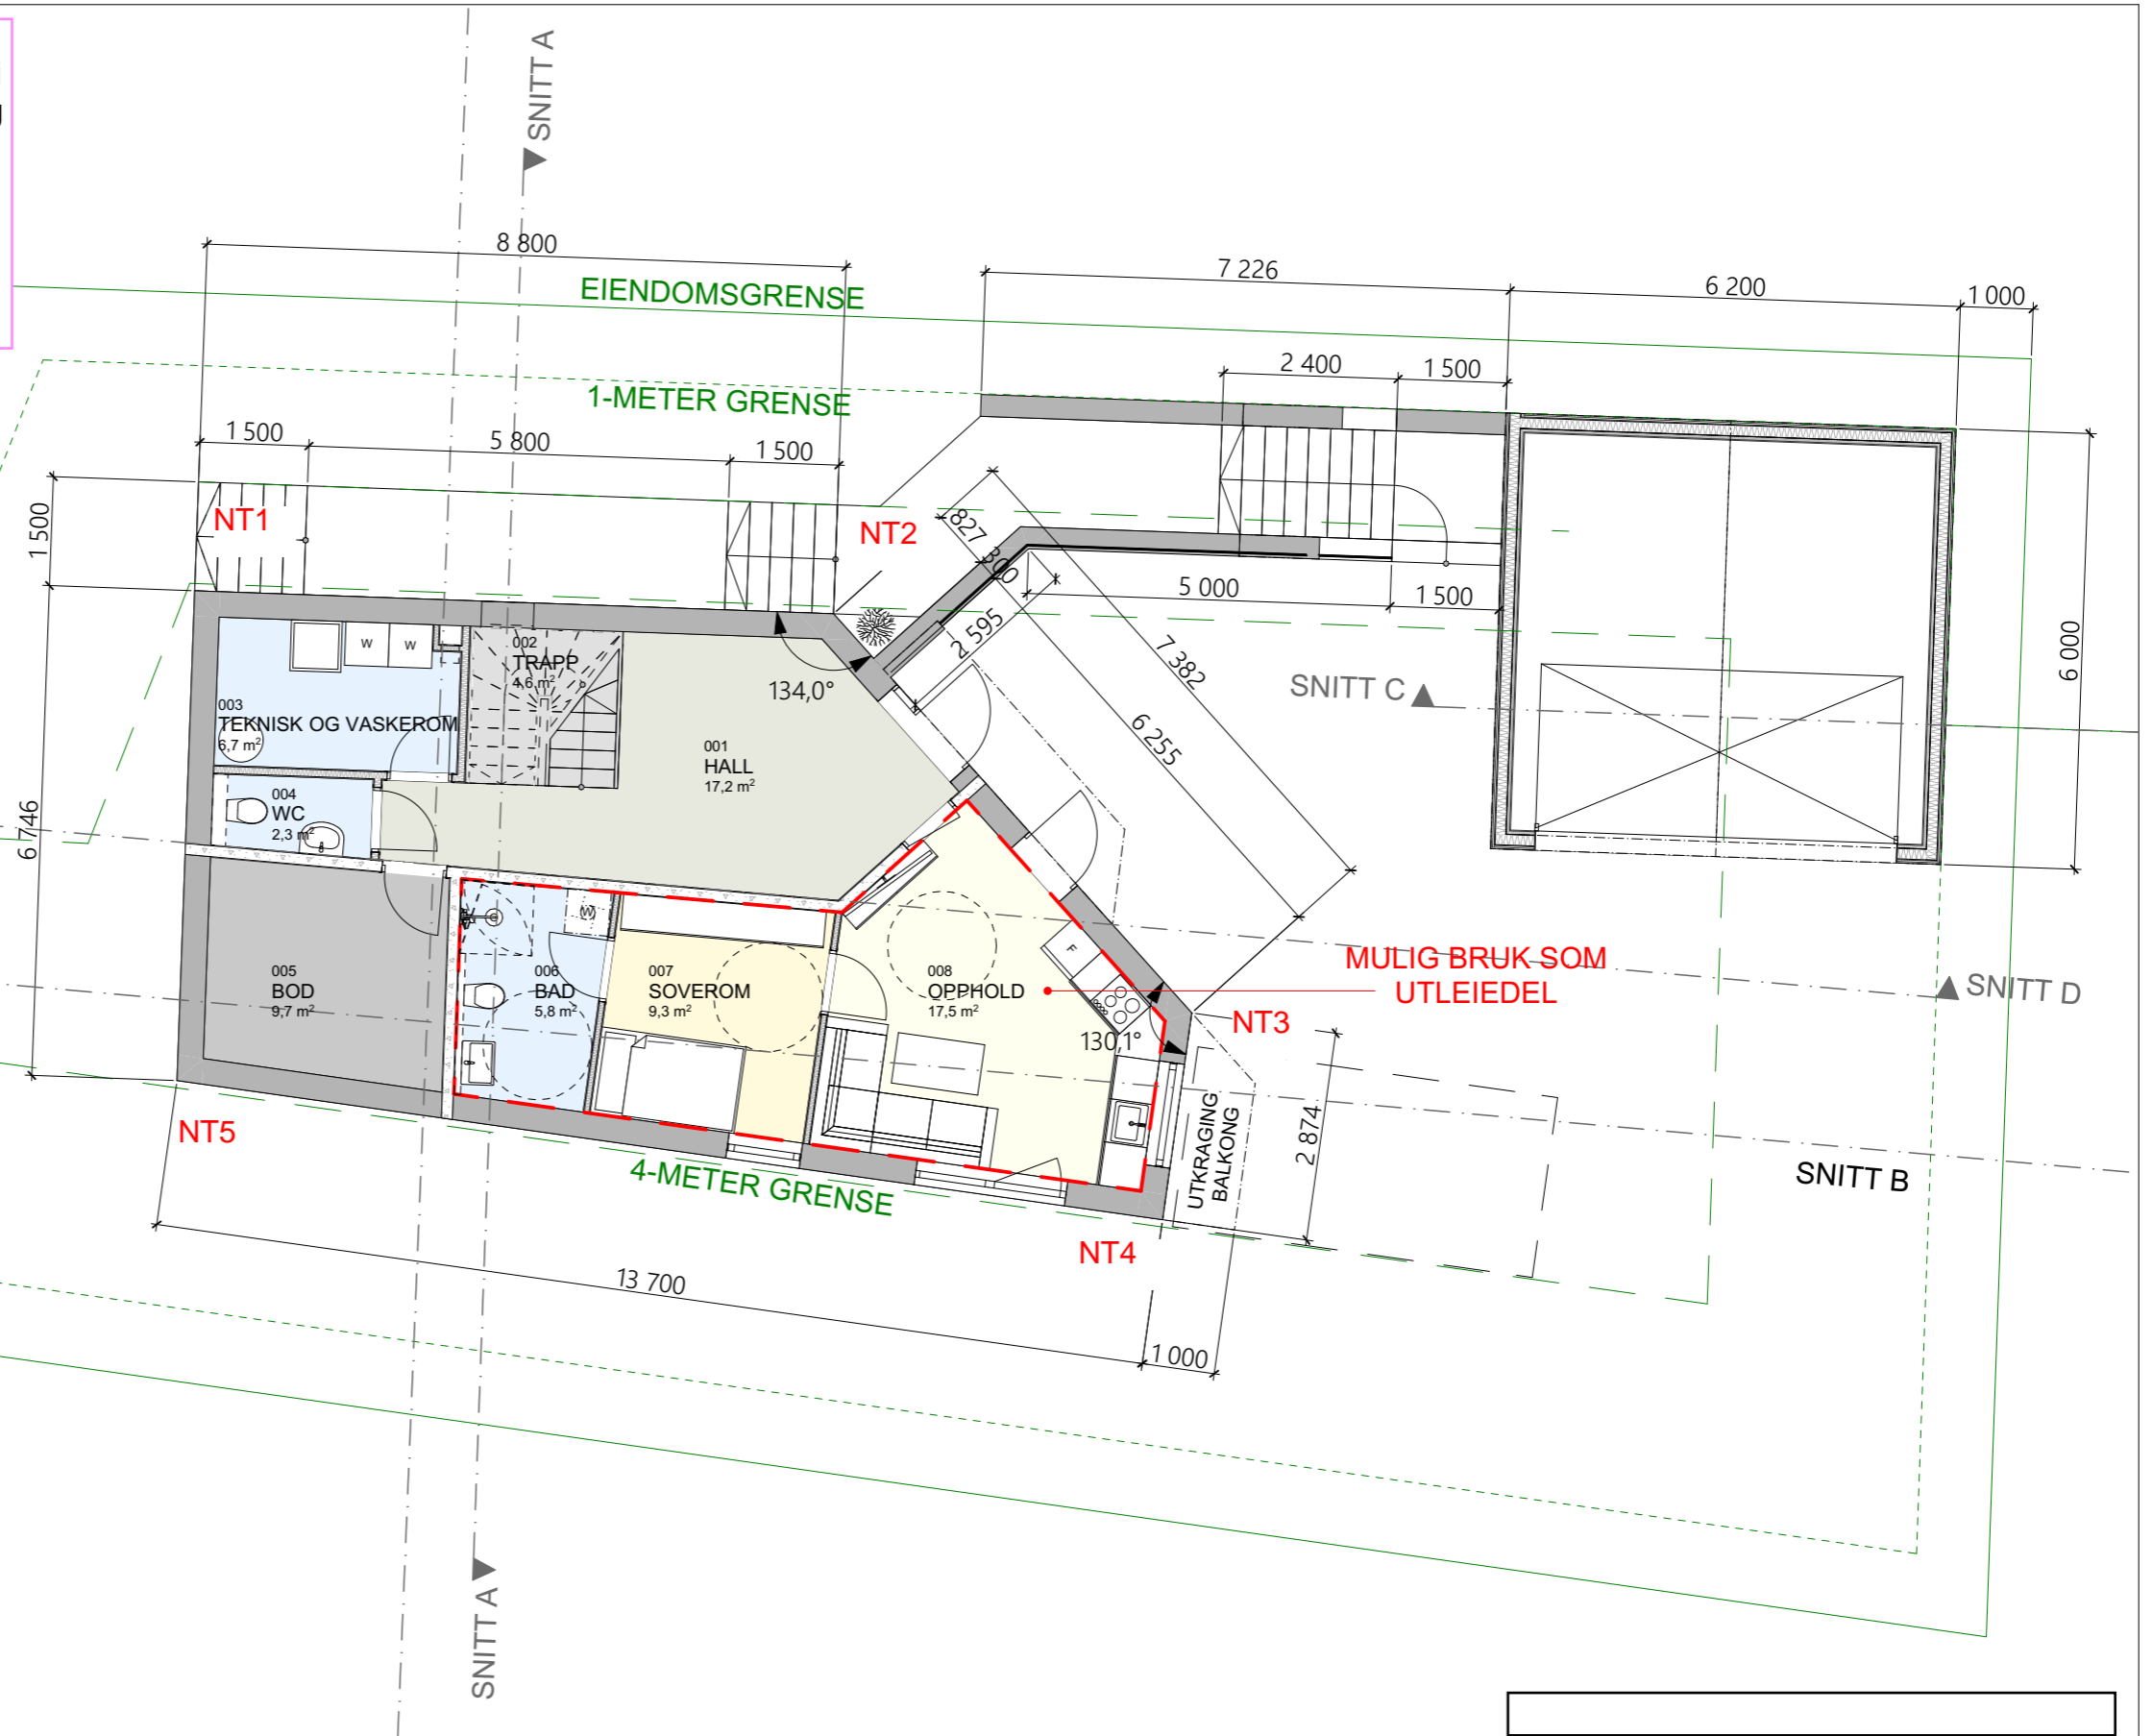 SNITT A
8 800
EIENDOMSGRENSE
7 226
6 200
1 000
1-METER GRENSE
2 400
1 500
1 500
5 800
1 500
1 500
NT1
NT2
827
300
5 000
1 500
2 595
7 382
6 255
6 000
134,0°
SNITT C
W
W
002
TRAPP
4,6 m²
003
TEKNISK OG VASKEROM
6,7 m²
001
HALL
17,2 m²
004
WC
2,3 m²
6 746
005
BOD
9,7 m²
W
006
BAD
5,8 m²
007
SOVEROM
9,3 m²
008
OPPHOLD
17,5 m²
F
MULIG BRUK SOM
UTLEIEDEL
SNITT D
NT3
130,1°
UTKRAGING
BALKONG
2 874
SNITT B
NT5
4-METER GRENSE
NT4
13 700
1 000
SNITT A